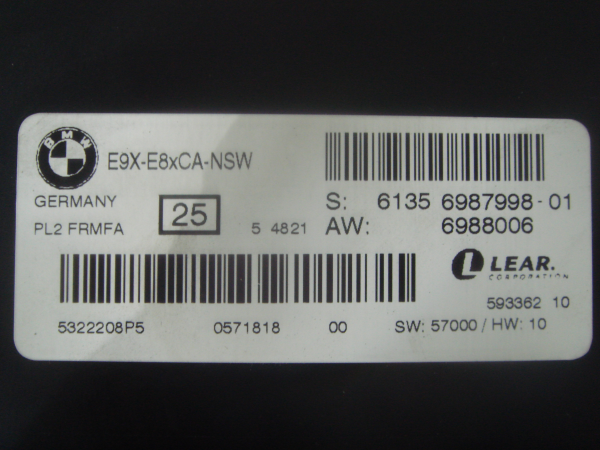 BMW
E9X-E8xCA-NSW
GERMANY
PL2 FRMFA
25
5 4821
S: 6135 6987998-01
AW: 6988006
LEAR.
CORPORATION
593362 10
5322208P5 0571818 00 SW: 57000 / HW: 10